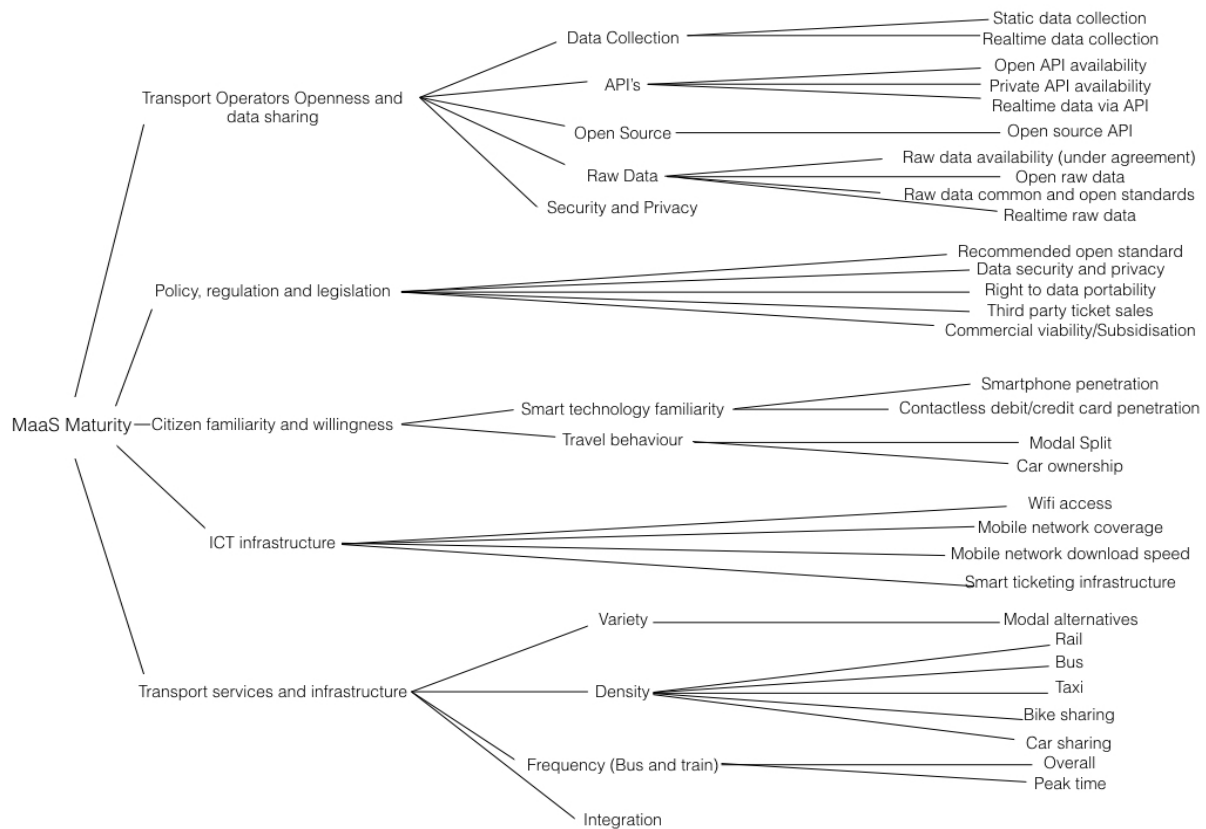 Static data collection
Data Collection
Realtime data collection
Open API availability
API's
Private API availability
Transport Operators Openness and
data sharing
Realtime data via API
Open Source
Open source API
Raw data availability (under agreement)
Raw Data
Open raw data
Raw data common and open standards
Security and Privacy
Realtime raw data
Recommended open standard
Data security and privacy
Policy, regulation and legislation
Right to data portability
Third party ticket sales
Commercial viability/Subsidisation
Smartphone penetration
Smart technology familiarity
Contactless debit/credit card penetration
MaaS Maturity
Citizen familiarity and willingness
Travel behaviour
Modal Split
Car ownership
Wifi access
Mobile network coverage
ICT infrastructure
Mobile network download speed
Smart ticketing infrastructure
Variety
Modal alternatives
Rail
Bus
Transport services and infrastructure
Density
Taxi
Bike sharing
Car sharing
Frequency (Bus and train)
Overall
Peak time
Integration